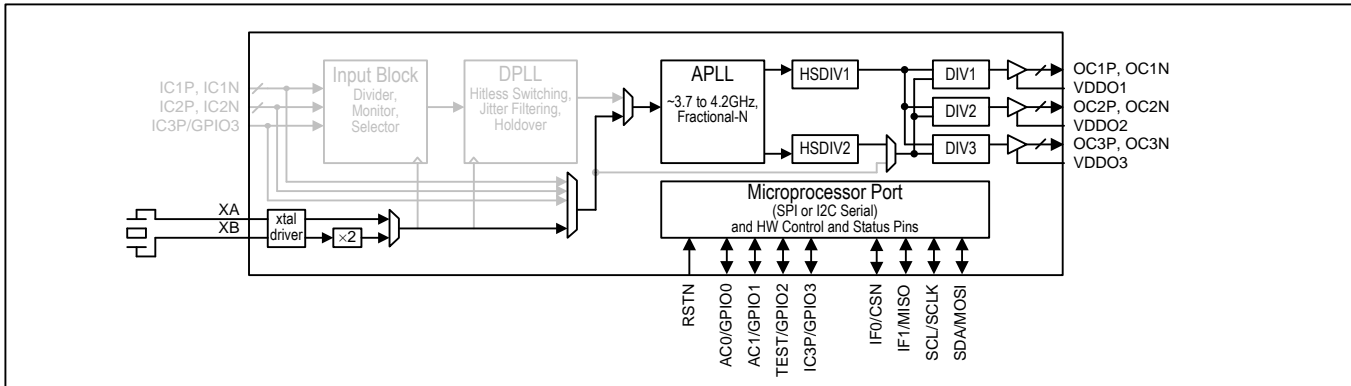 IC1P, IC1N
IC2P, IC2N
IC3P/GPIO3
Input Block
Divider,
Monitor,
Selector
DPLL
Hitless Switching,
Jitter Filtering,
Holdover
APLL
~3.7 to 4.2GHz,
Fractional-N
HSDIV1
HSDIV2
DIV1
DIV2
DIV3
OC1P, OC1N
VDDO1
OC2P, OC2N
VDDO2
OC3P, OC3N
VDDO3
XA
XB
xtal
driver
×2
Microprocessor Port
(SPI or I2C Serial)
and HW Control and Status Pins
RSTN
AC0/GPIO0
AC1/GPIO1
TEST/GPIO2
IC3P/GPIO3
IF0/CSN
IF1/MISO
SCL/SCLK
SDA/MOSI